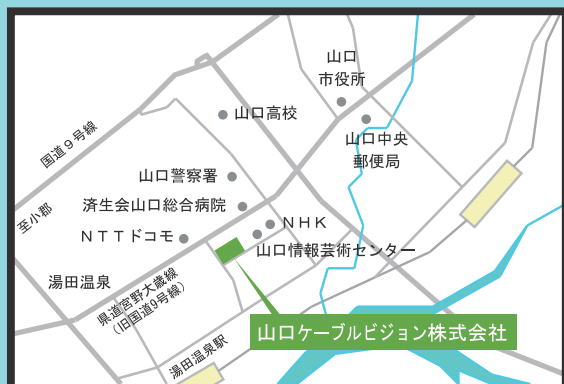 山口
市役所
山口高校
山口中央
郵便局
国道９号線
山口警察署
済生会山口総合病院
至小郡
ＮＨＫ
ＮＴＴドコモ
山口情報芸術センター
湯田温泉
県道宮野大歳線
（旧国道9号線）
山口ケーブルビジョン株式会社
湯田温泉駅